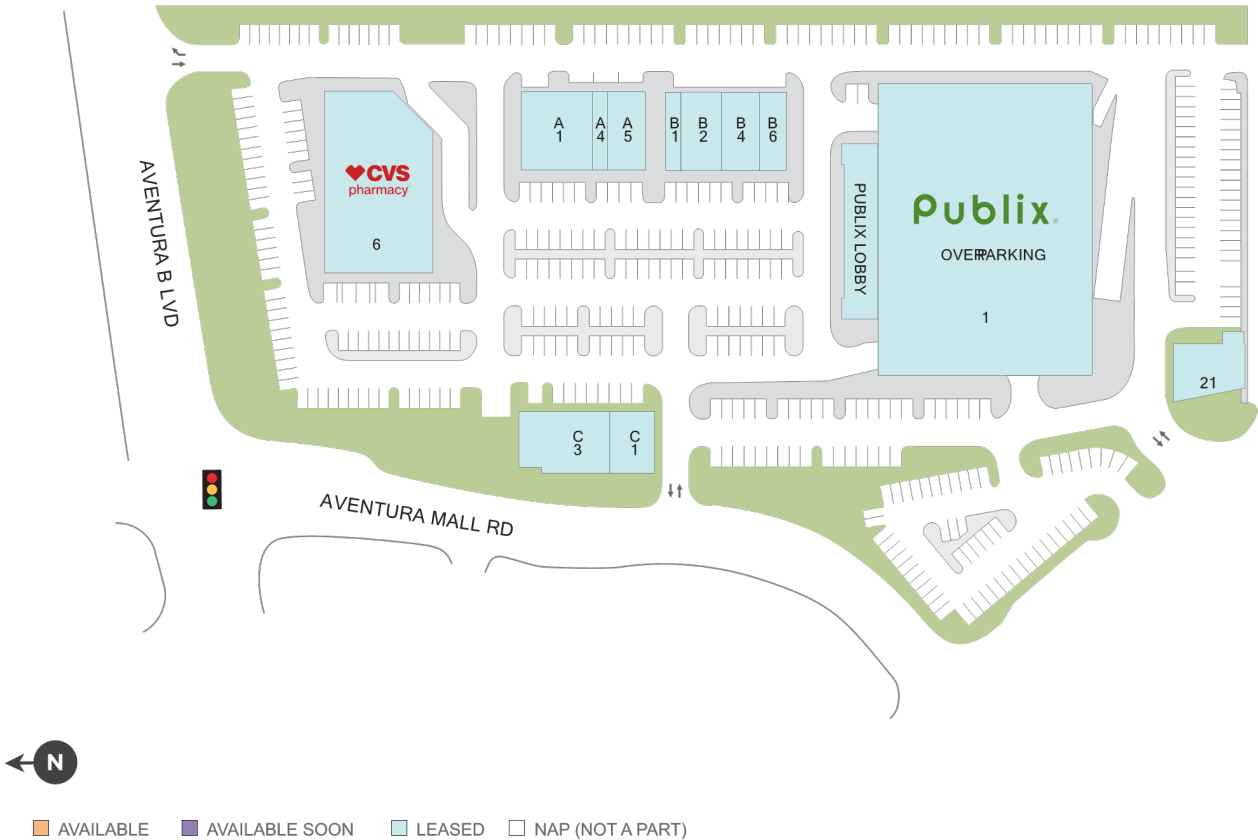 A
1
A
4
A
5
B
1
B
2
B
4
B
6
CVS
pharmacy
6
PUBLIX LOBBY
Publix®
OVERPARKING
1
21
AVENTURA B LVD
C
3
C
1
AVENTURA MALL RD
N
AVAILABLE
AVAILABLE SOON
LEASED
NAP (NOT A PART)